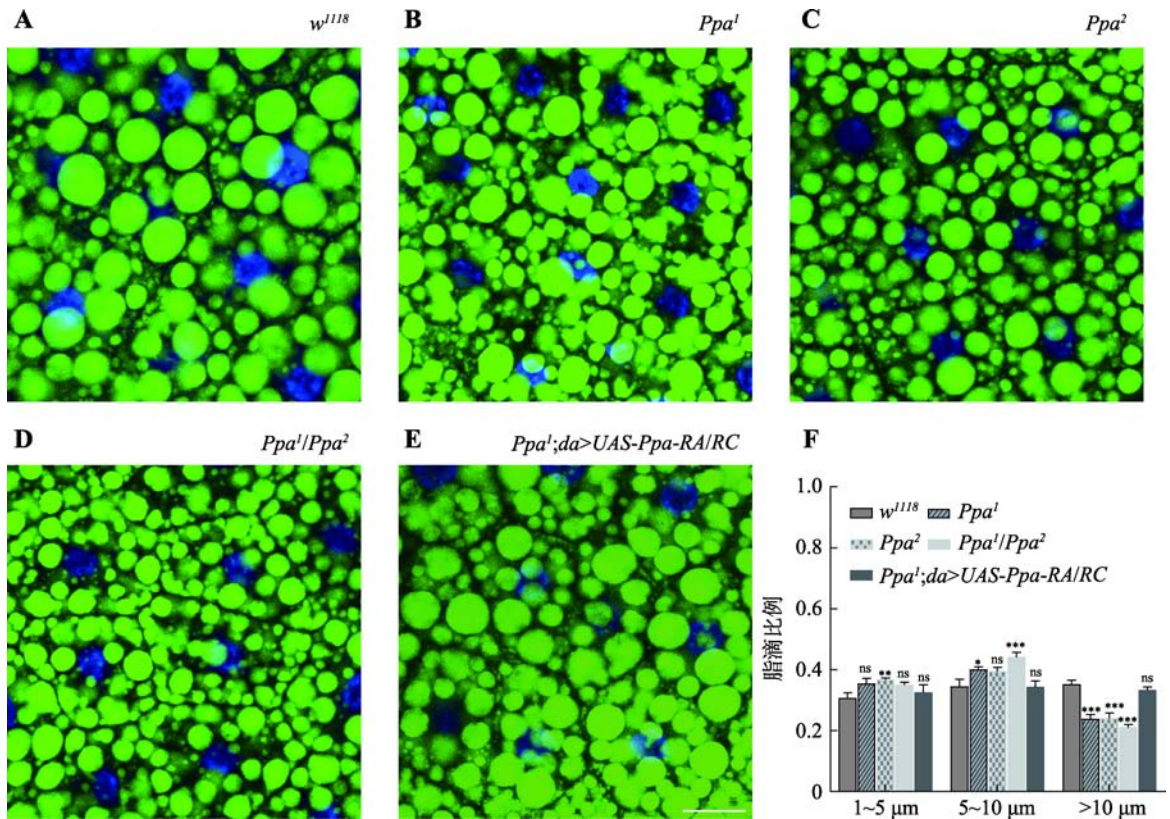 A w¹¹¹⁸
B Ppa¹
C Ppa²
D Ppa¹/Ppa²
E Ppa¹;da>UAS-Ppa-RA/RC
F
1.0
0.8
0.6
0.4
0.2
0
脂滴比例
w¹¹¹⁸ Ppa¹
Ppa² Ppa¹/Ppa²
Ppa¹;da>UAS-Ppa-RA/RC
ns ** ns ns
* ns *** ns
*** *** *** ns
1~5 μm 5~10 μm >10 μm